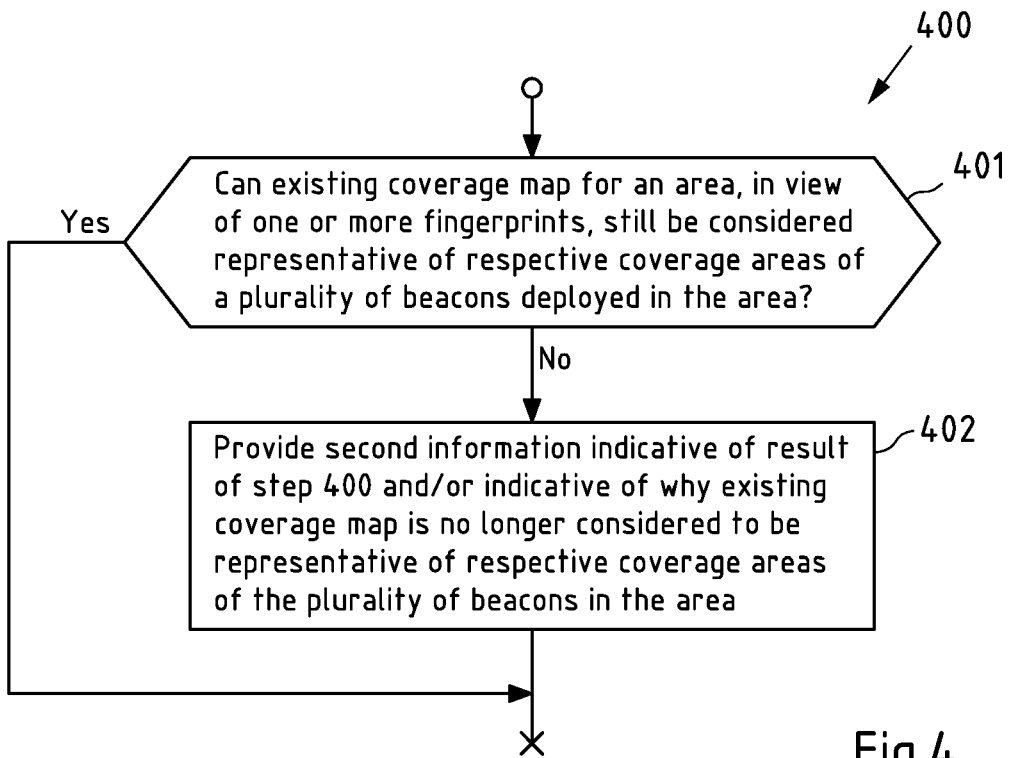 400
401
Can existing coverage map for an area, in view
of one or more fingerprints, still be considered
representative of respective coverage areas of
a plurality of beacons deployed in the area?
Yes
No
402
Provide second information indicative of result
of step 400 and/or indicative of why existing
coverage map is no longer considered to be
representative of respective coverage areas
of the plurality of beacons in the area
Fig.4